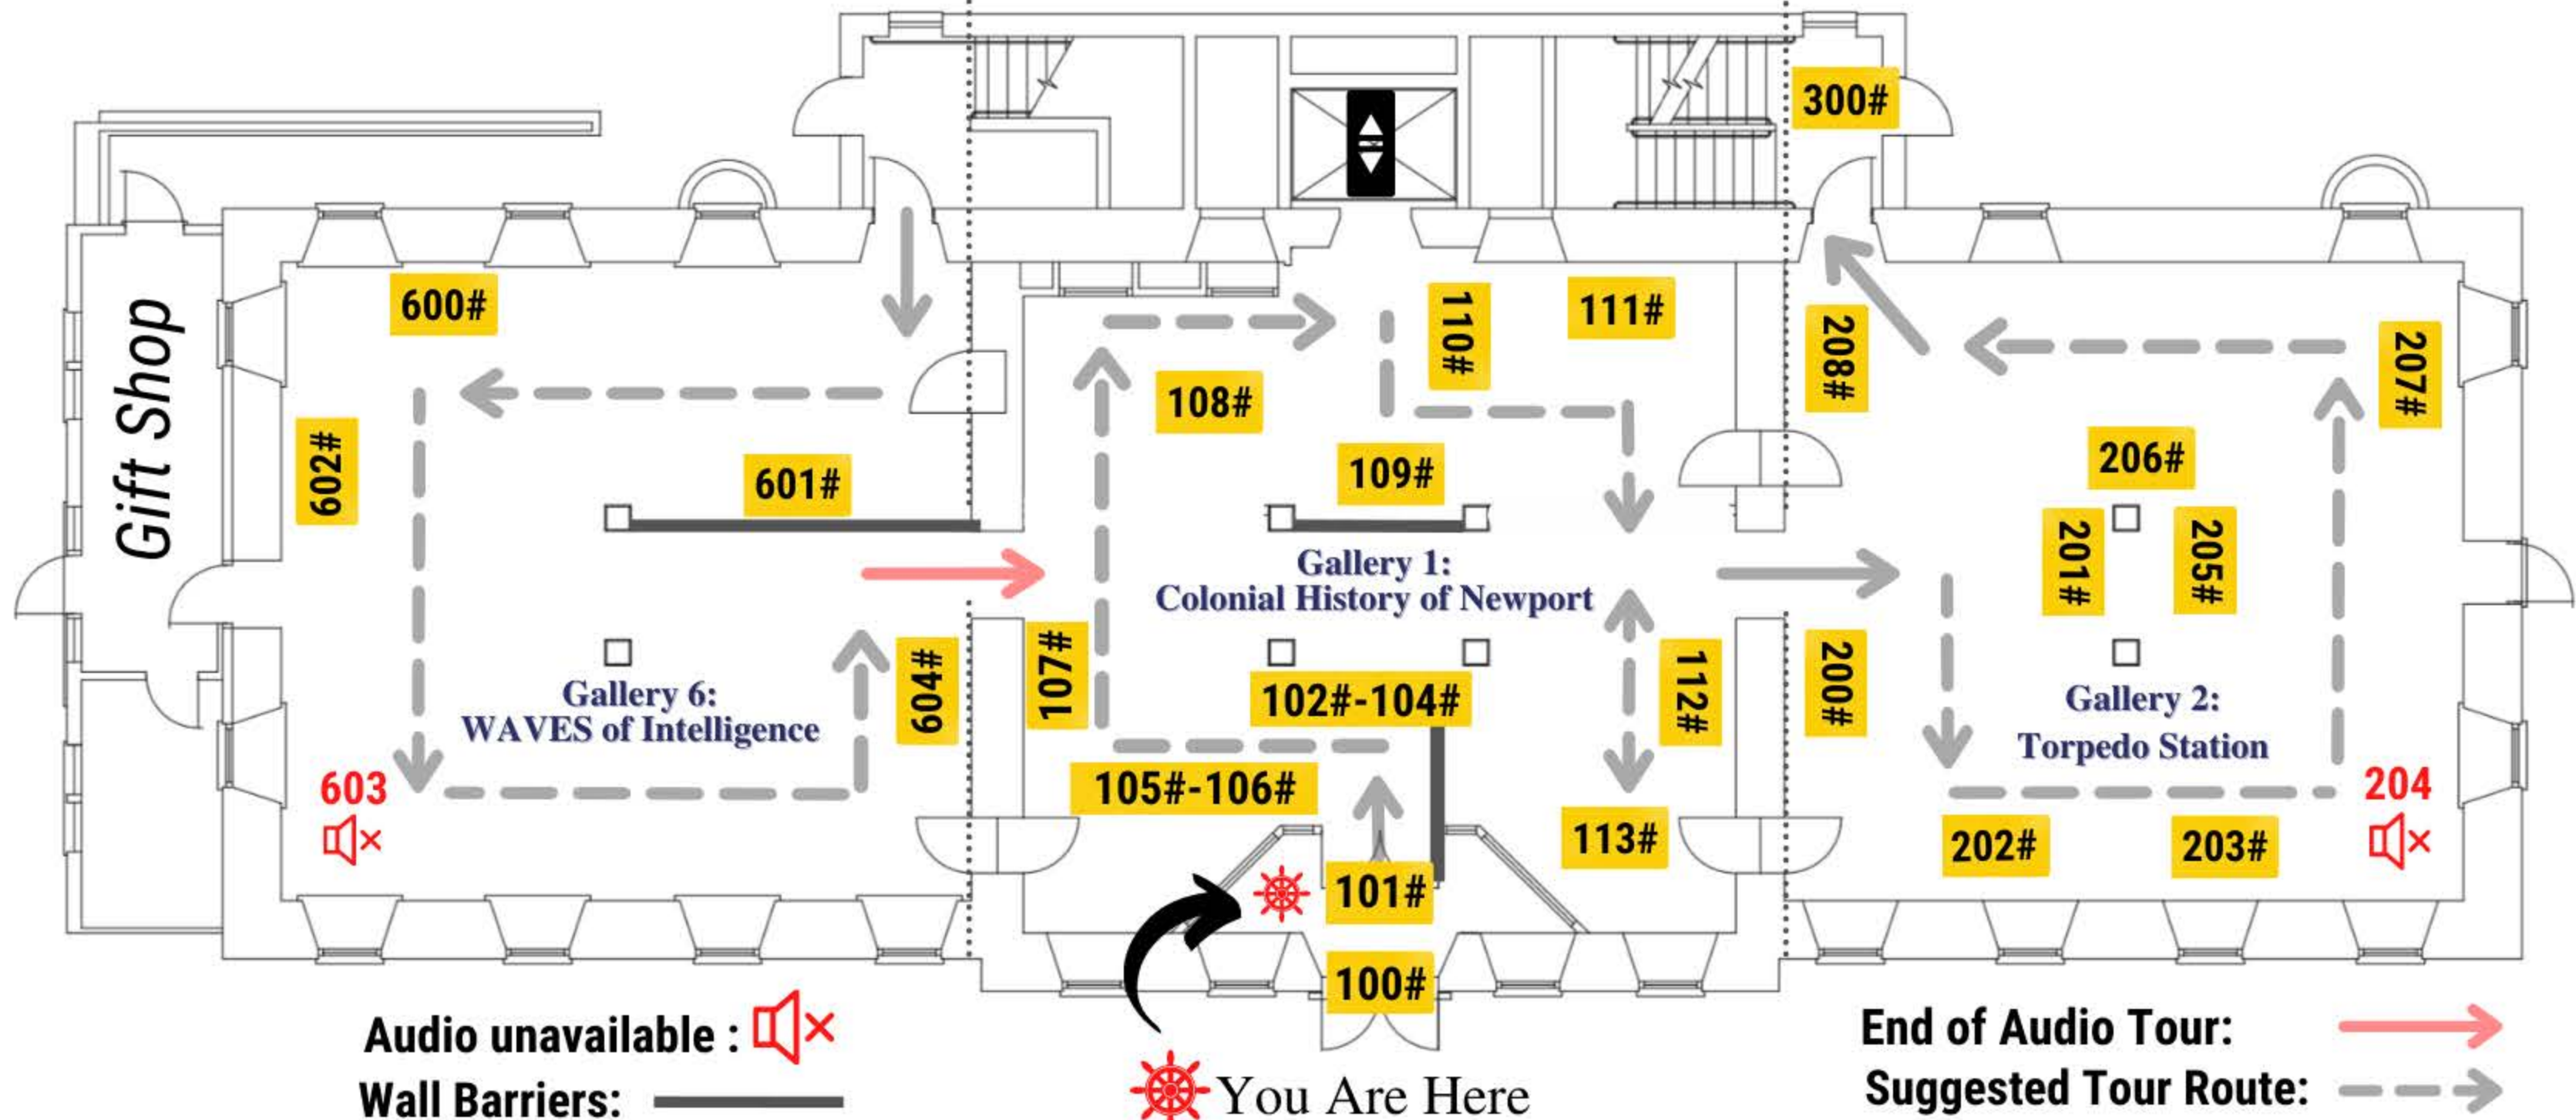 300#
600#
110#
111#
208#
207#
Gift Shop
108#
602#
601#
109#
206#
201#
205#
Gallery 1:
Colonial History of Newport
107#
604#
112#
200#
102#-104#
Gallery 6:
WAVES of Intelligence
Gallery 2:
Torpedo Station
603
105#-106#
204
113#
202#
203#
101#
100#
Audio unavailable :
Wall Barriers:
You Are Here
End of Audio Tour:
Suggested Tour Route: